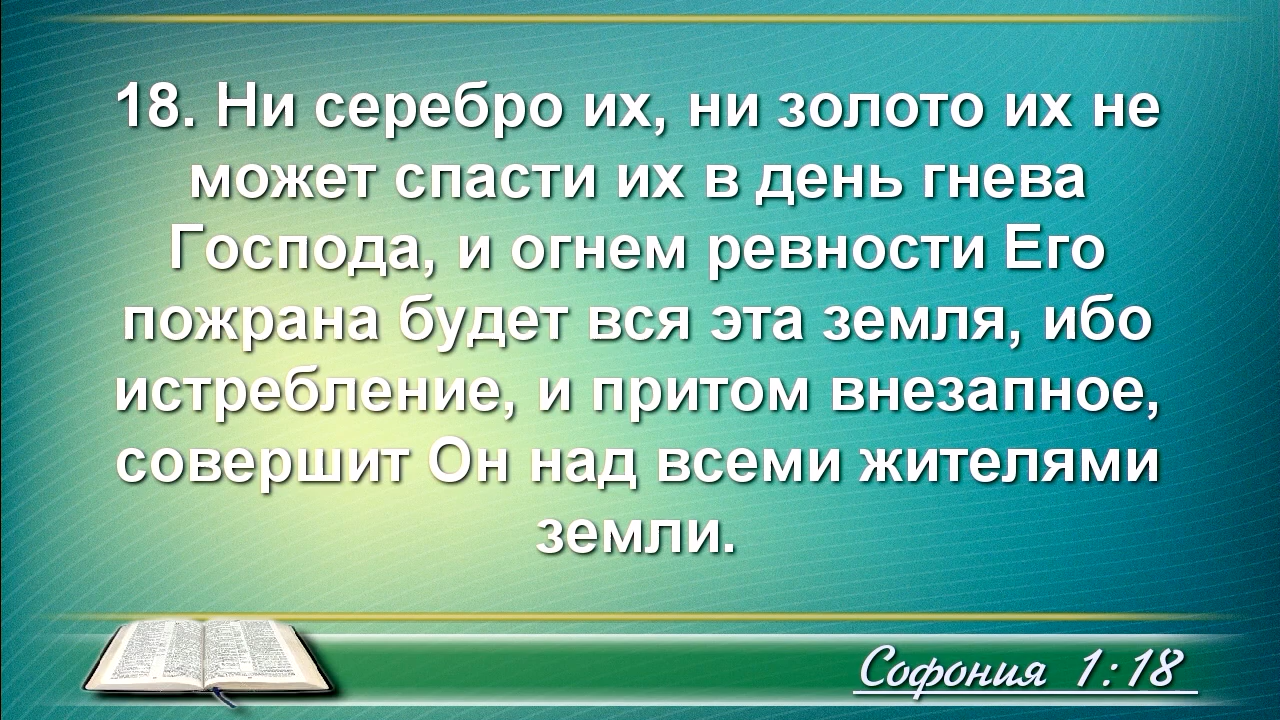 18. Ни серебро их, ни золото их не
может спасти их в день гнева
Господа, и огнем ревности Его
пожрана будет вся эта земля, ибо
истребление, и притом внезапное,
совершит Он над всеми жителями
земли.
Софония 1:18